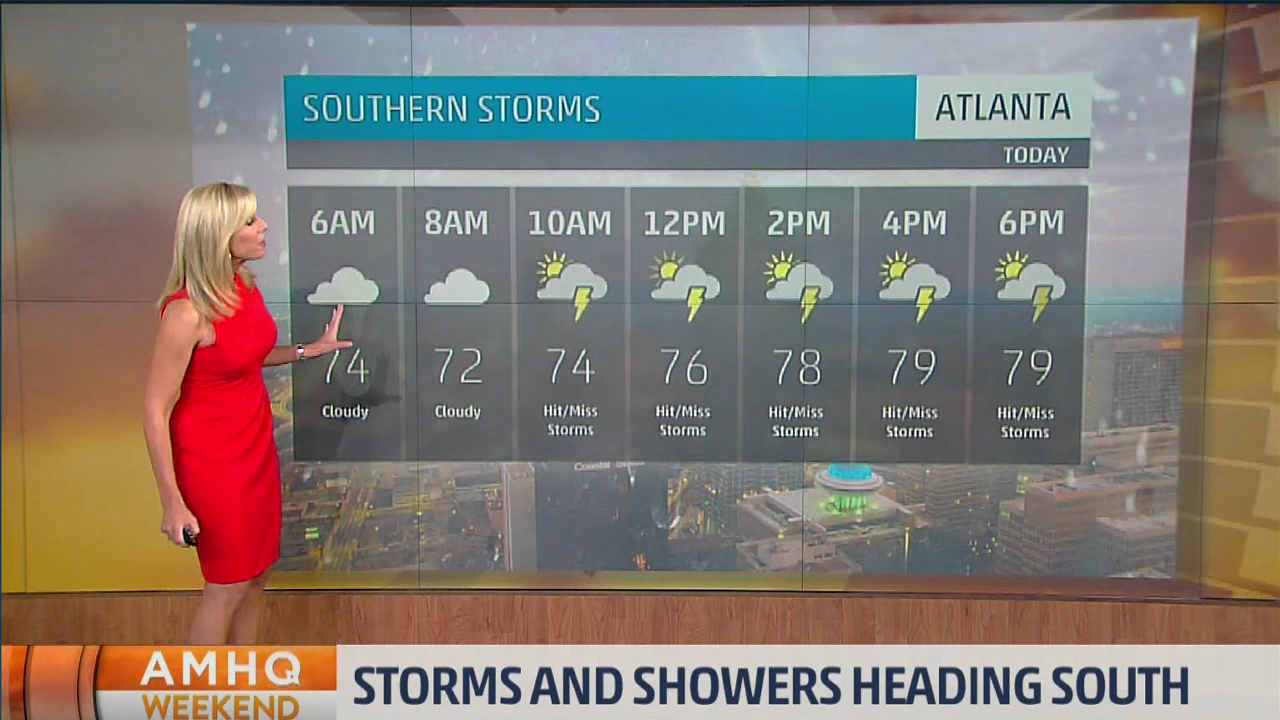 SOUTHERN STORMS
ATLANTA
TODAY
6AM 8AM 10AM 12PM 2PM 4PM 6PM
74 72 74 76 78 79 79
Cloudy Cloudy Hit/Miss Hit/Miss Hit/Miss Hit/Miss Hit/Miss
Storms Storms Storms Storms Storms
Coastal
AMHQ
WEEKEND
STORMS AND SHOWERS HEADING SOUTH